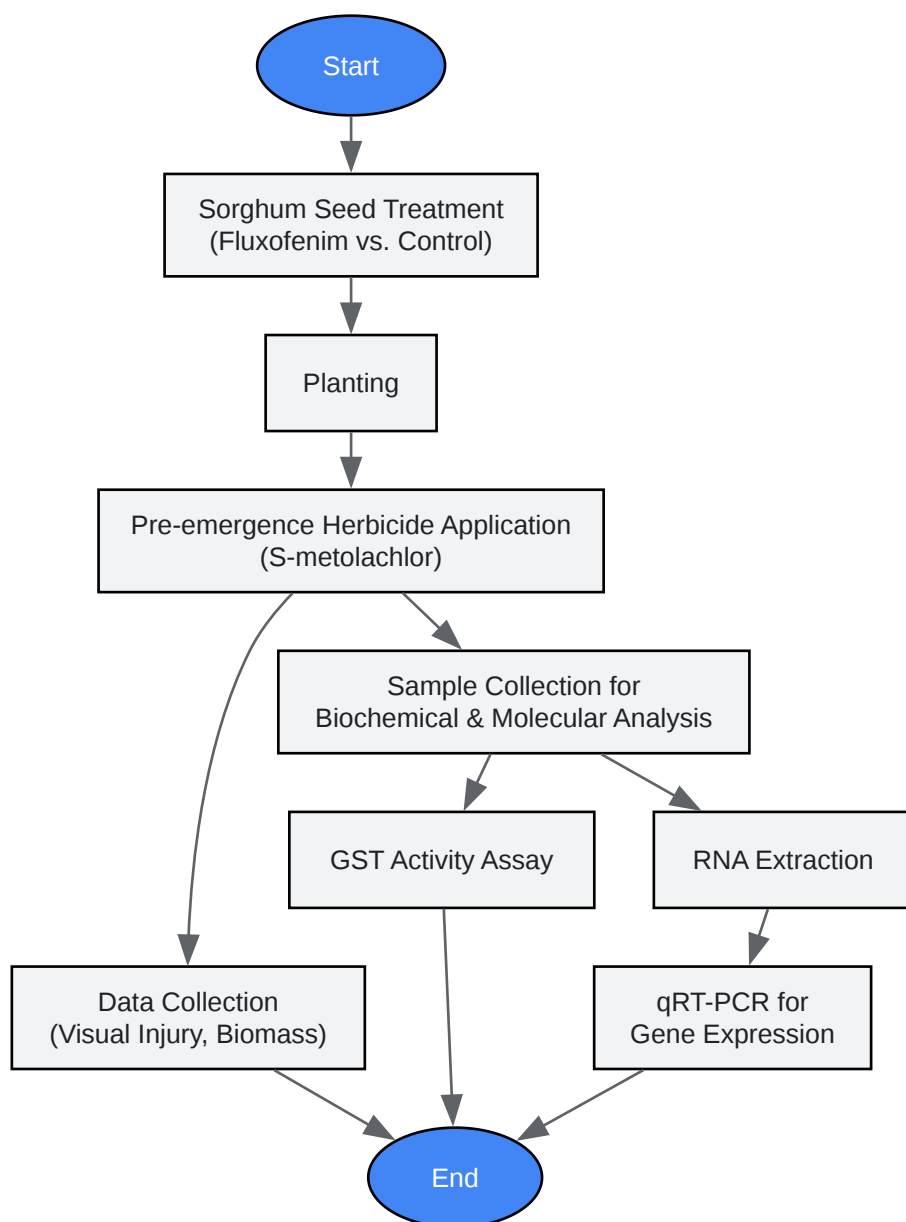 Start
Sorghum Seed Treatment
(Fluxofenim vs. Control)
Planting
Pre-emergence Herbicide Application
(S-metolachlor)
Sample Collection for
Biochemical & Molecular Analysis
GST Activity Assay
RNA Extraction
Data Collection
(Visual Injury, Biomass)
qRT-PCR for
Gene Expression
End